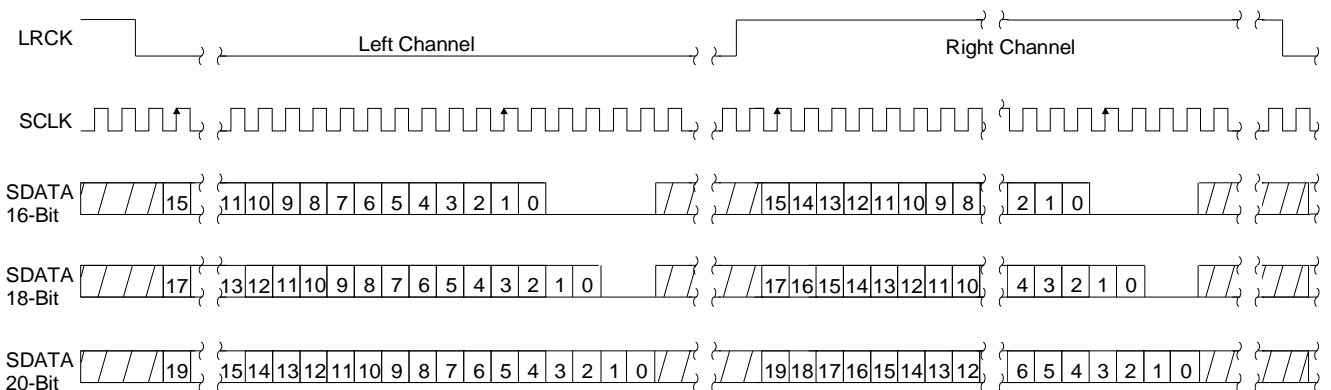 LRCK Left Channel Right Channel
SCLK
SDATA
16-Bit
15 11 10 9 8 7 6 5 4 3 2 1 0 15 14 13 12 11 10 9 8 2 1 0
SDATA
18-Bit
17 13 12 11 10 9 8 7 6 5 4 3 2 1 0 17 16 15 14 13 12 11 10 4 3 2 1 0
SDATA
20-Bit
19 15 14 13 12 11 10 9 8 7 6 5 4 3 2 1 0 19 18 17 16 15 14 13 12 6 5 4 3 2 1 0